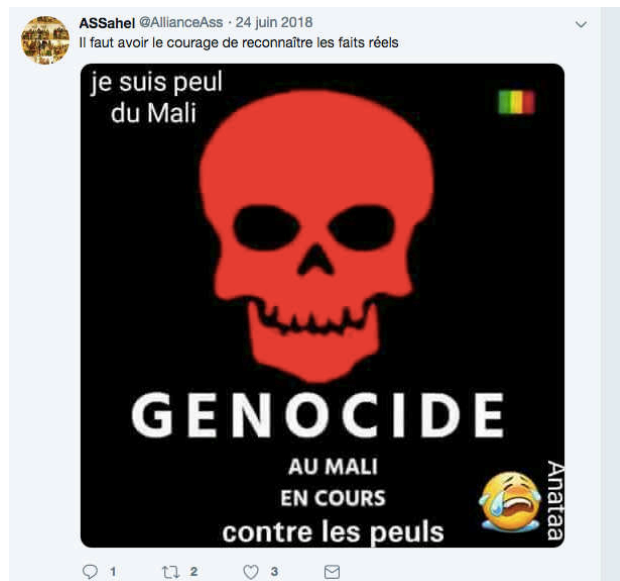 ASSahel @AllianceAss · 24 juin 2018
Il faut avoir le courage de reconnaître les faits réels
je suis peul
du Mali
GENOCIDE
AU MALI
EN COURS
contre les peuls
Anataa
1 2 3